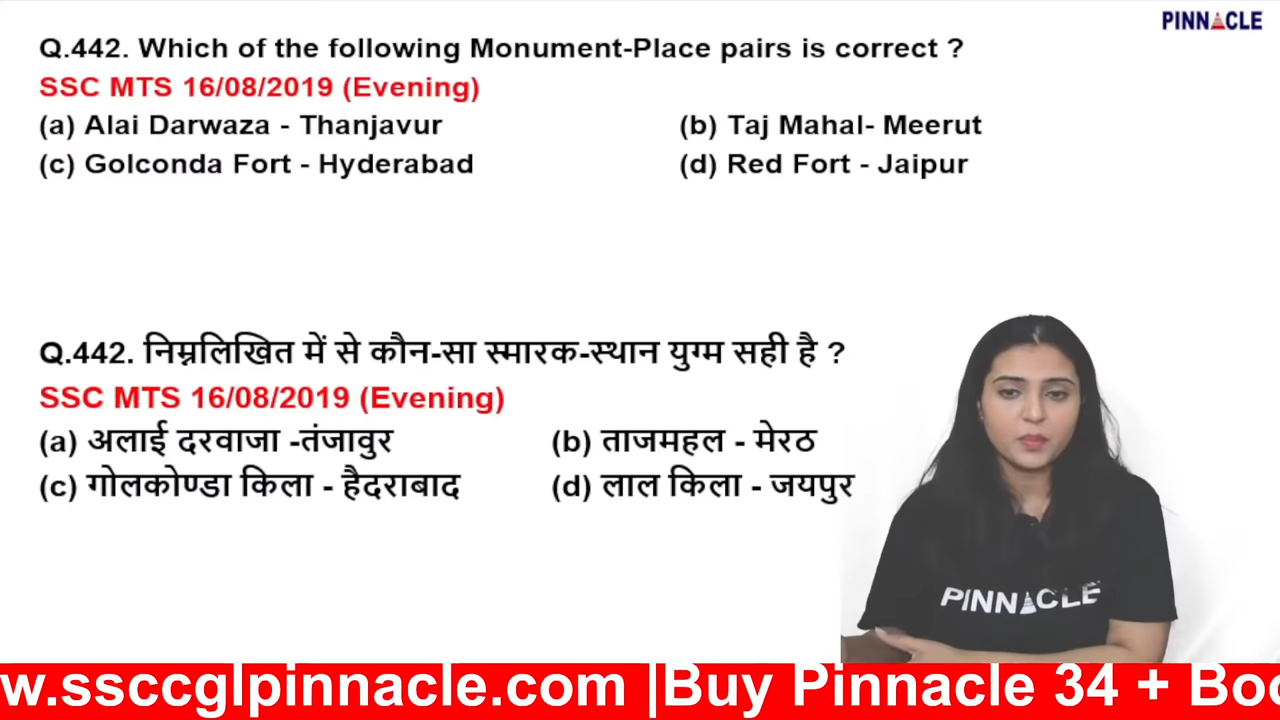 PINNACLE
Q.442. Which of the following Monument-Place pairs is correct ?
SSC MTS 16/08/2019 (Evening)
(a) Alai Darwaza - Thanjavur (b) Taj Mahal- Meerut
(c) Golconda Fort - Hyderabad (d) Red Fort - Jaipur
Q.442. निम्नलिखित में से कौन-सा स्मारक-स्थान युग्म सही है ?
SSC MTS 16/08/2019 (Evening)
(a) अलाई दरवाजा -तंजावुर (b) ताजमहल - मेरठ
(c) गोलकोण्डा किला - हैदराबाद (d) लाल किला - जयपुर
PINNACLE
w.ssccglpinnacle.com |Buy Pinnacle 34 + Boo